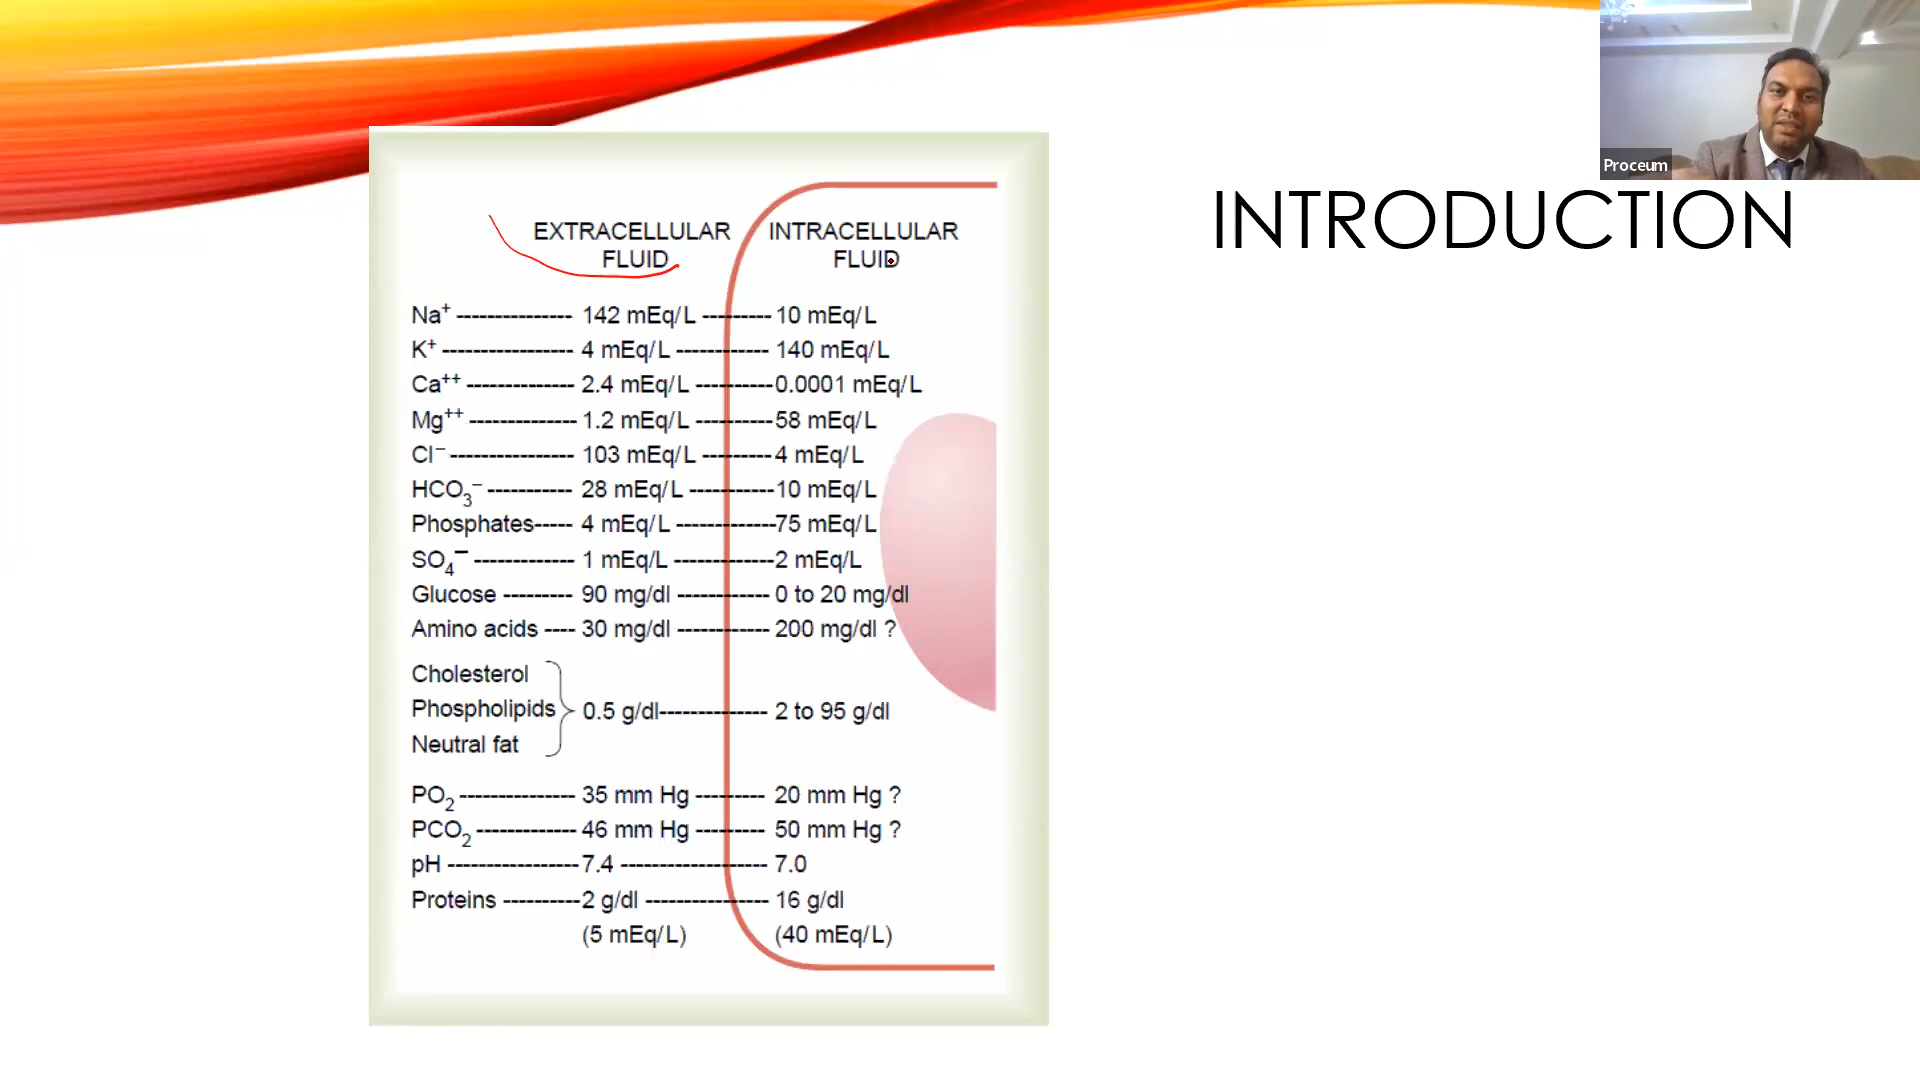 Proceum
INTRODUCTION
EXTRACELLULAR FLUID
INTRACELLULAR FLUID
Na+ --------------- 142 mEq/L --------- 10 mEq/L
K+ ----------------- 4 mEq/L ------------ 140 mEq/L
Ca++ -------------- 2.4 mEq/L ---------- 0.0001 mEq/L
Mg++ -------------- 1.2 mEq/L ---------- 58 mEq/L
Cl– ---------------- 103 mEq/L --------- 4 mEq/L
HCO3– ----------- 28 mEq/L ----------- 10 mEq/L
Phosphates----- 4 mEq/L -------------75 mEq/L
SO4– ------------- 1 mEq/L -------------2 mEq/L
Glucose --------- 90 mg/dl ------------ 0 to 20 mg/dl
Amino acids ---- 30 mg/dl ------------ 200 mg/dl ?
Cholesterol
Phospholipids 0.5 g/dl-------------- 2 to 95 g/dl
Neutral fat
PO2 --------------- 35 mm Hg --------- 20 mm Hg ?
PCO2 ------------- 46 mm Hg --------- 50 mm Hg ?
pH ----------------- 7.4 ------------------- 7.0
Proteins ---------- 2 g/dl ---------------- 16 g/dl
(5 mEq/L) (40 mEq/L)